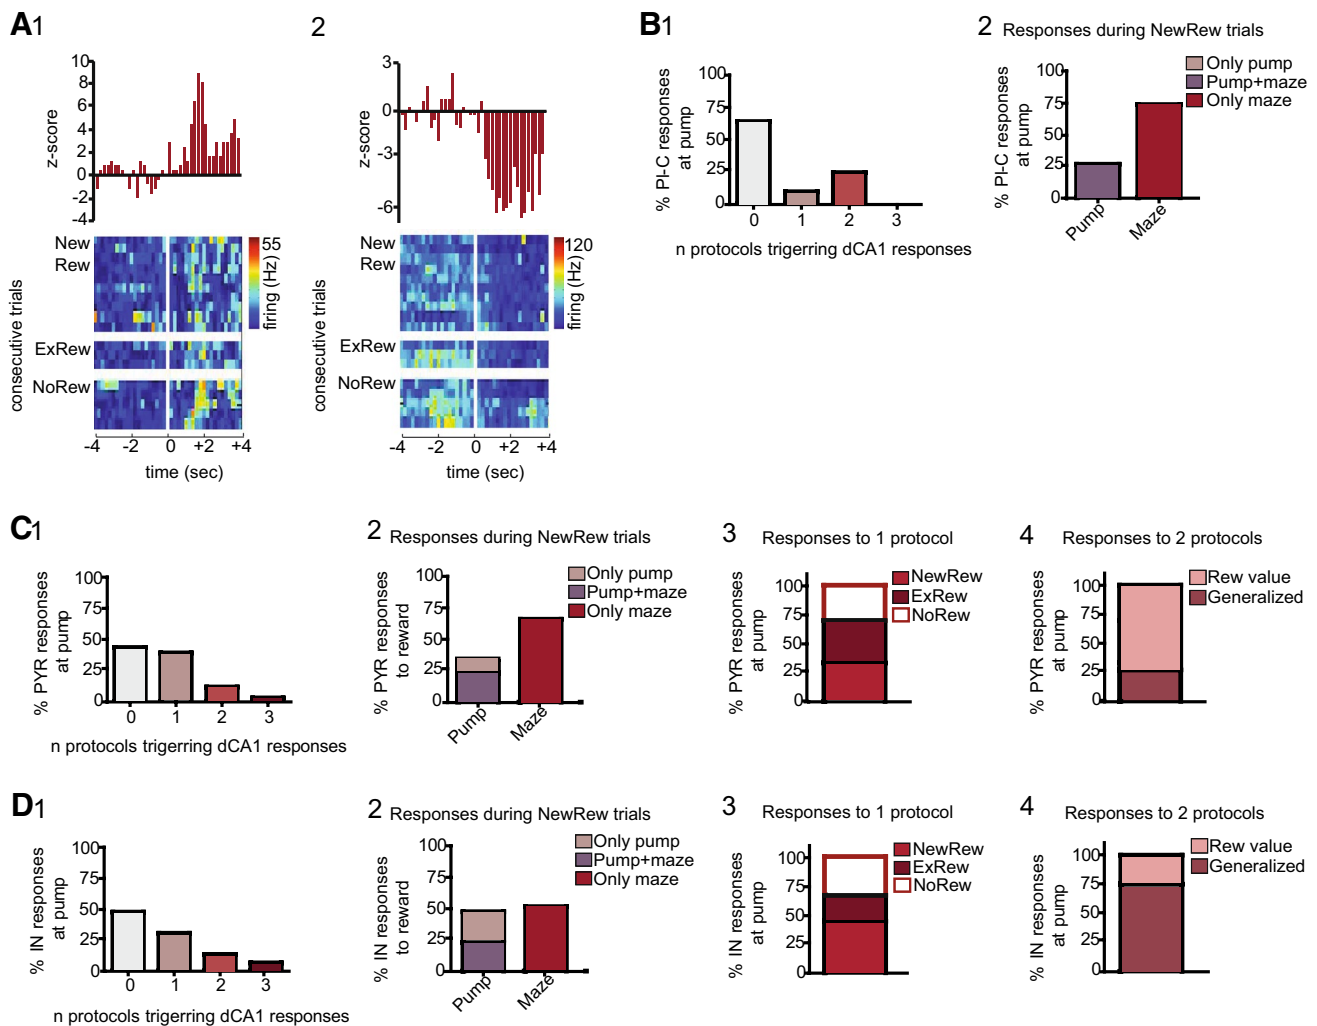 A1
10
8
6
4
2
0
-2
-4
z-score
New
Rew
ExRew
NoRew
consecutive trials
55
firing (Hz)
-4 -2 0 +2 +4
time (sec)
2
3
0
-3
-6
z-score
New
Rew
ExRew
NoRew
consecutive trials
120
firing (Hz)
-4 -2 0 +2 +4
time (sec)
B1
% PI-C responses
at pump
100
75
50
25
0
0 1 2 3
n protocols trigerring dCA1 responses
2 Responses during NewRew trials
Only pump
Pump+maze
Only maze
% PI-C responses
at pump
100
75
50
25
0
Pump
Maze
C1
% PYR responses
at pump
100
75
50
25
0
0 1 2 3
n protocols trigerring dCA1 responses
2 Responses during NewRew trials
Only pump
Pump+maze
Only maze
% PYR responses
to reward
100
75
50
25
0
Pump
Maze
3 Responses to 1 protocol
NewRew
ExRew
NoRew
% PYR responses
at pump
100
75
50
25
0
4 Responses to 2 protocols
Rew value
Generalized
% PYR responses
at pump
100
75
50
25
0
D1
% IN responses
at pump
100
75
50
25
0
0 1 2 3
n protocols trigerring dCA1 responses
2 Responses during NewRew trials
Only pump
Pump+maze
Only maze
% IN responses
to reward
100
75
50
25
0
Pump
Maze
3 Responses to 1 protocol
NewRew
ExRew
NoRew
% IN responses
at pump
100
75
50
25
0
4 Responses to 2 protocols
Rew value
Generalized
% IN responses
at pump
100
75
50
25
0